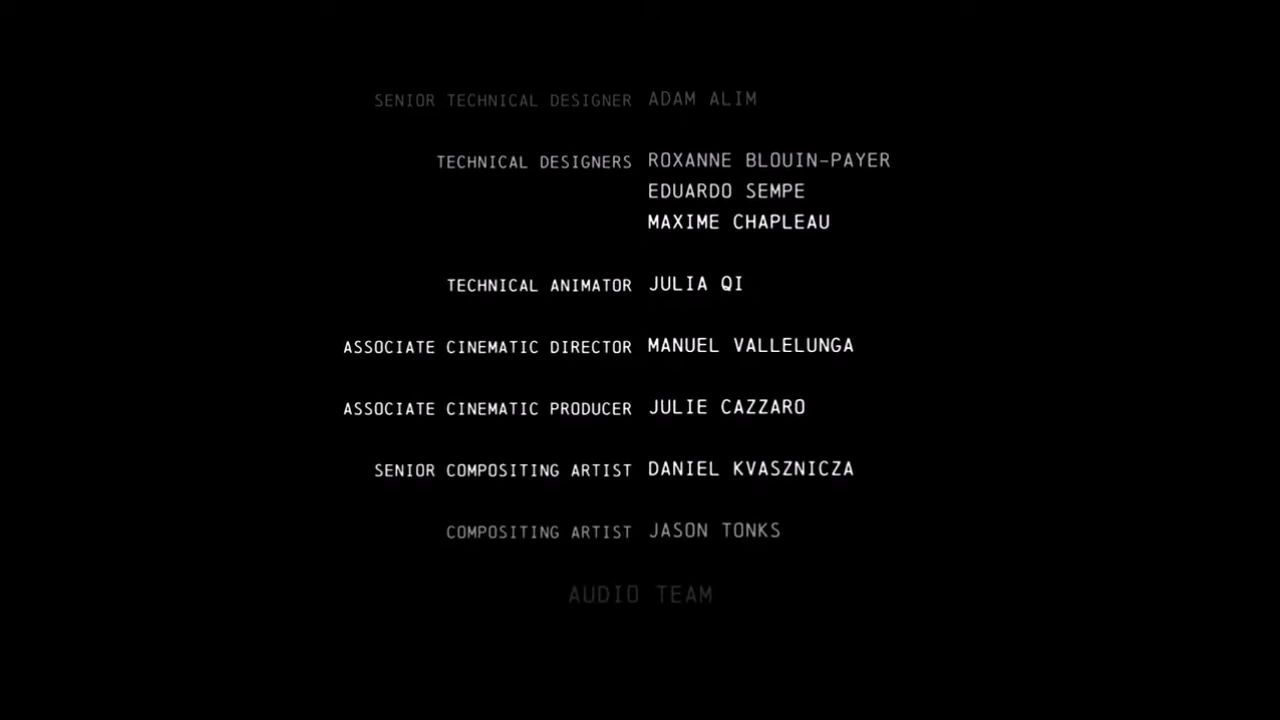 SENIOR TECHNICAL DESIGNER ADAM ALIM
TECHNICAL DESIGNERS ROXANNE BLOUIN-PAYER
EDUARDO SEMPE
MAXIME CHAPLEAU
TECHNICAL ANIMATOR JULIA QI
ASSOCIATE CINEMATIC DIRECTOR MANUEL VALLELUNGA
ASSOCIATE CINEMATIC PRODUCER JULIE CAZZARO
SENIOR COMPOSITING ARTIST DANIEL KVASZNICZA
COMPOSITING ARTIST JASON TONKS
AUDIO TEAM